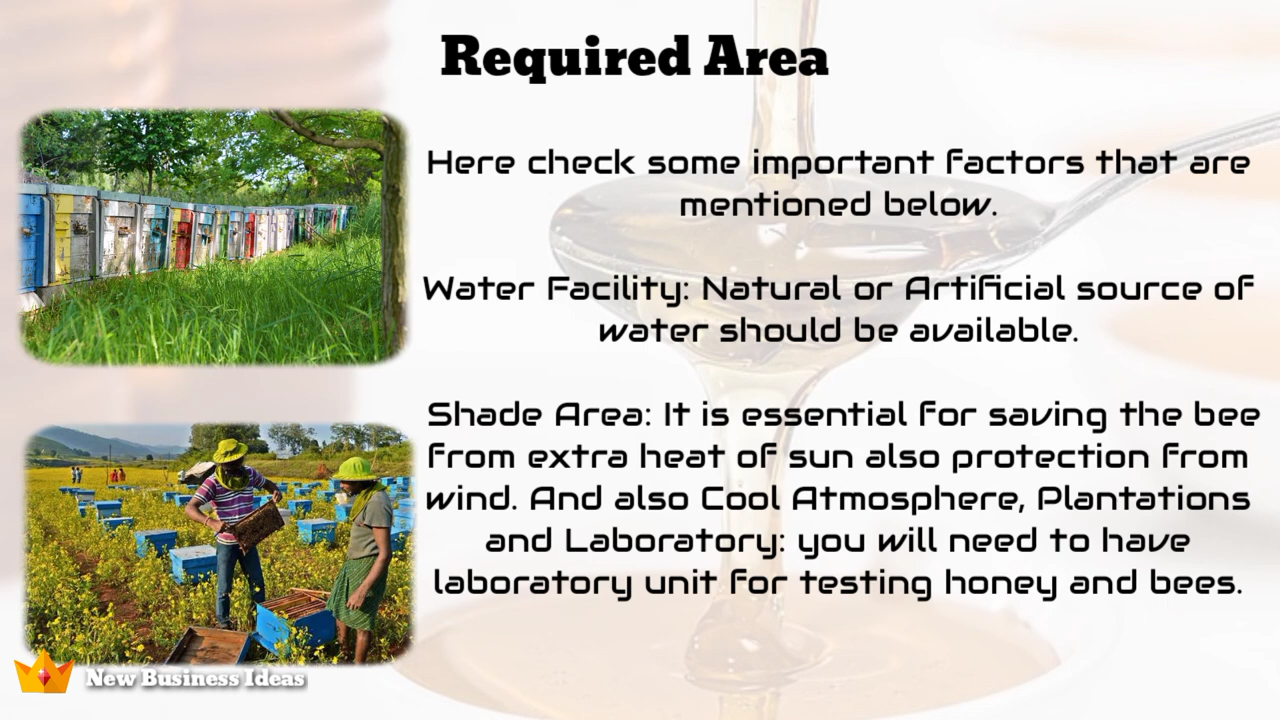 Required Area
Here check some important factors that are
mentioned below.
Water Facility: Natural or Artificial source of
water should be available.
Shade Area: It is essential for saving the bee
from extra heat of sun also protection from
wind. And also Cool Atmosphere, Plantations
and Laboratory: you will need to have
laboratory unit for testing honey and bees.
New Business Ideas